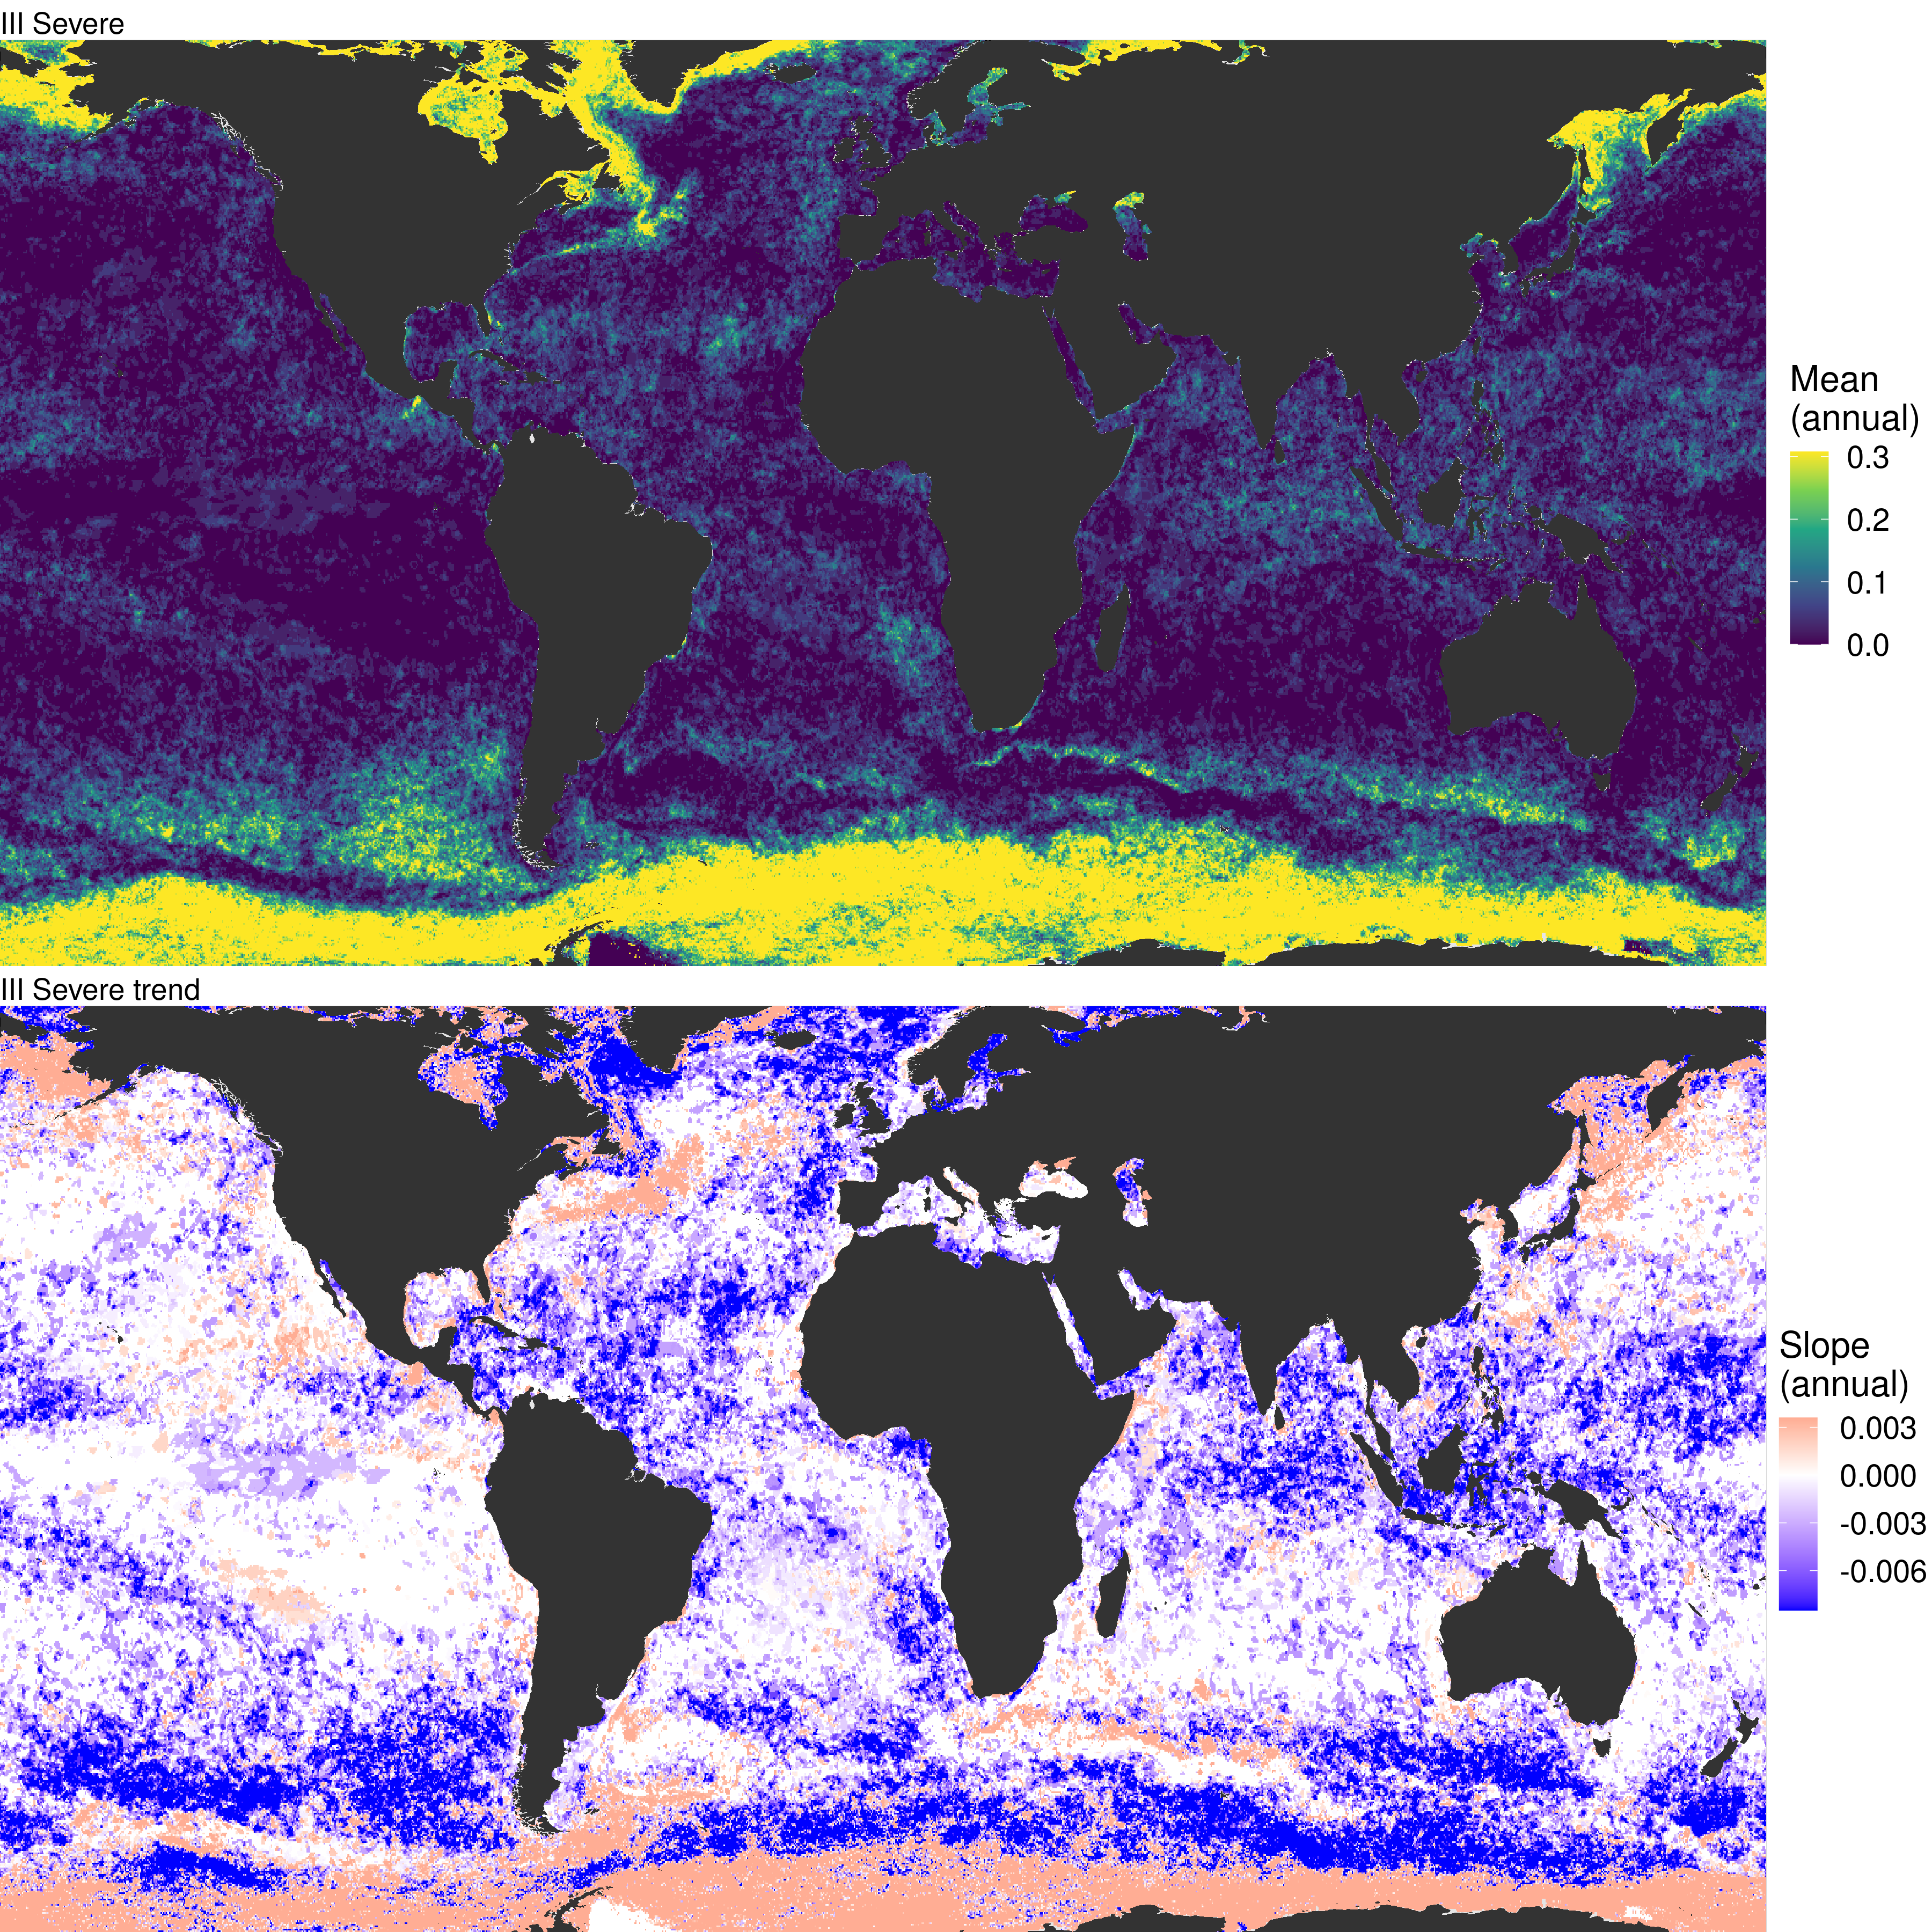 III Severe
Mean
(annual)
0.3
0.2
0.1
0.0
III Severe trend
Slope
(annual)
0.003
0.000
-0.003
-0.006